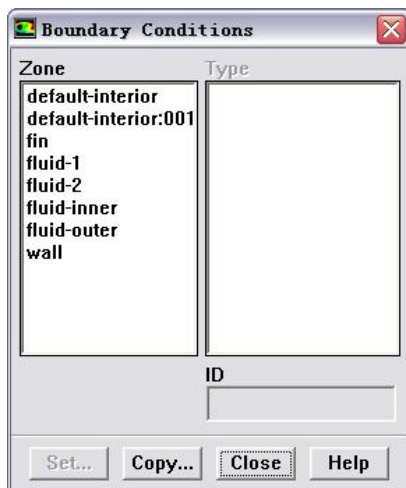 Boundary Conditions
Zone
Type
default-interior
default-interior:001
fin
fluid-1
fluid-2
fluid-inner
fluid-outer
wall
ID
Set... Copy... Close Help